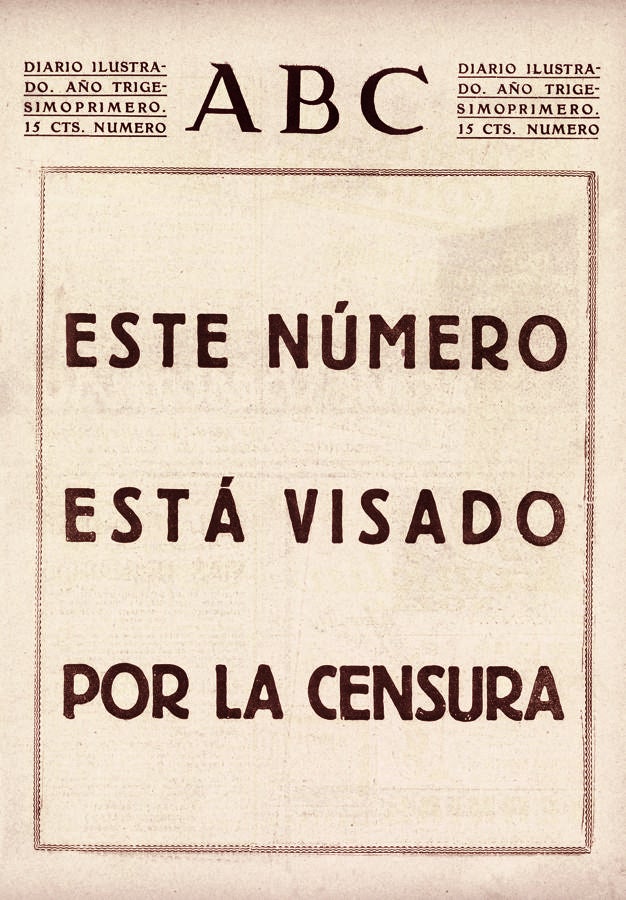 DIARIO ILUSTRA-
DO. AÑO TRIGE-
SIMOPRIMERO.
15 CTS. NUMERO
ABC
DIARIO ILUSTRA-
DO. AÑO TRIGE-
SIMOPRIMERO.
15 CTS. NUMERO
ESTE NÚMERO
ESTÁ VISADO
POR LA CENSURA